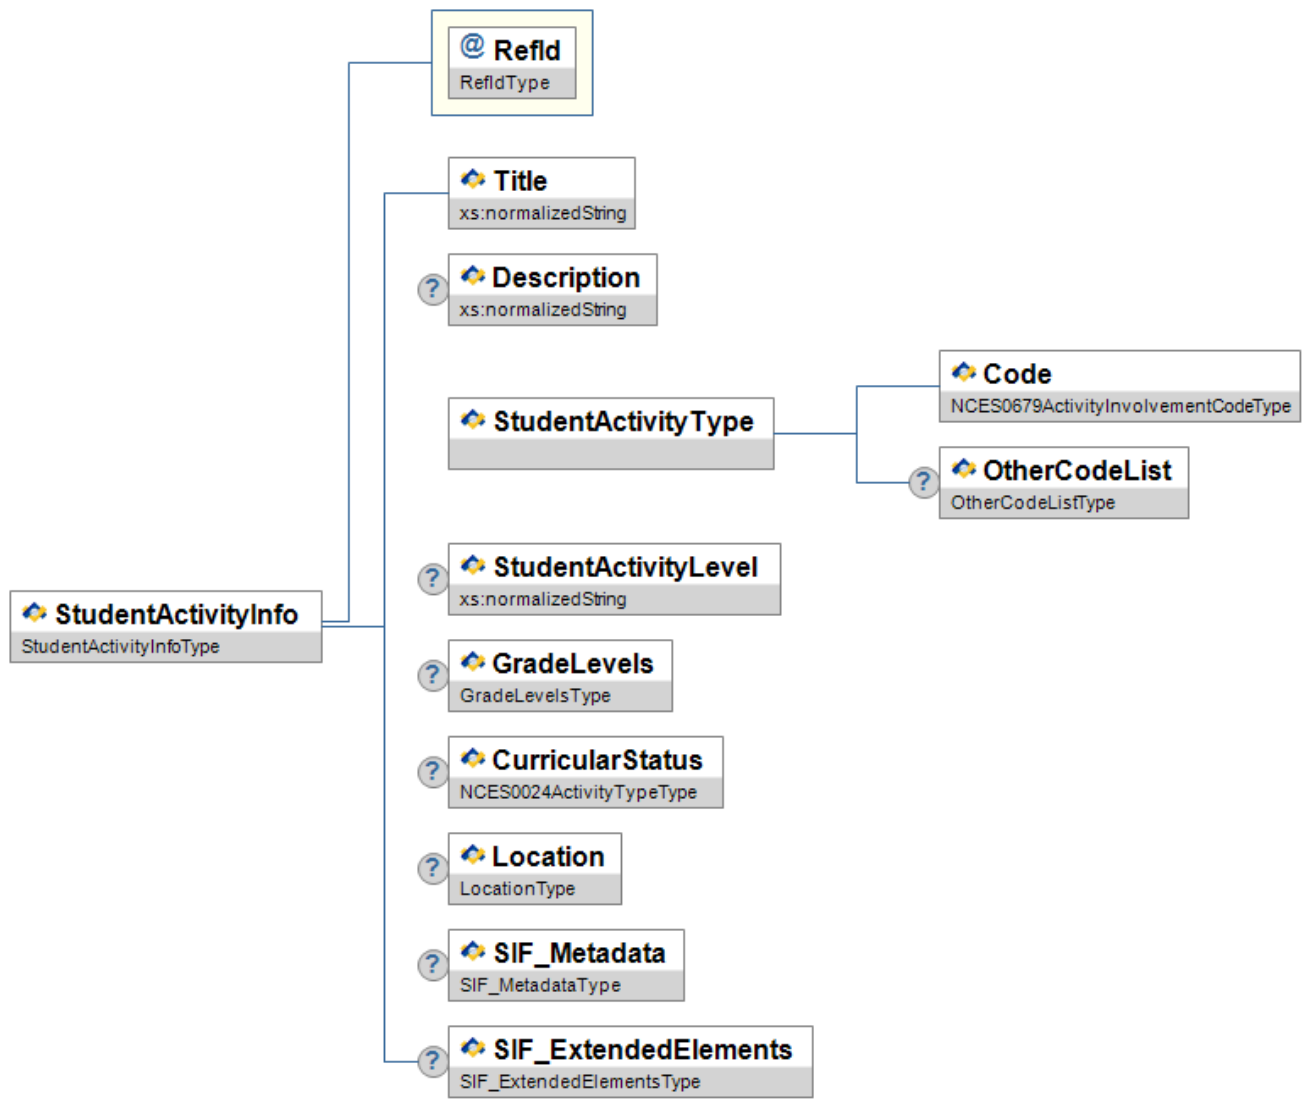 @ RefId
RefIdType
Title
xs:normalizedString
? Description
xs:normalizedString
StudentActivityType
Code
NCES0679ActivityInvolvementCodeType
? OtherCodeList
OtherCodeListType
? StudentActivityLevel
xs:normalizedString
StudentActivityInfo
StudentActivityInfoType
? GradeLevels
GradeLevelsType
? CurricularStatus
NCES0024ActivityTypeType
? Location
LocationType
? SIF_Metadata
SIF_MetadataType
? SIF_ExtendedElements
SIF_ExtendedElementsType